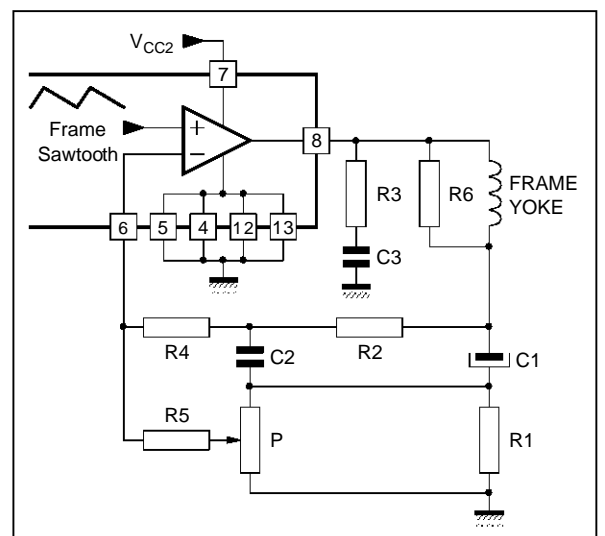 VCC2
7
Frame
Sawtooth
+
−
8
R3
R6
FRAME
YOKE
6 5 4 12 13
C3
R4
C2
R2
C1
R5
P
R1